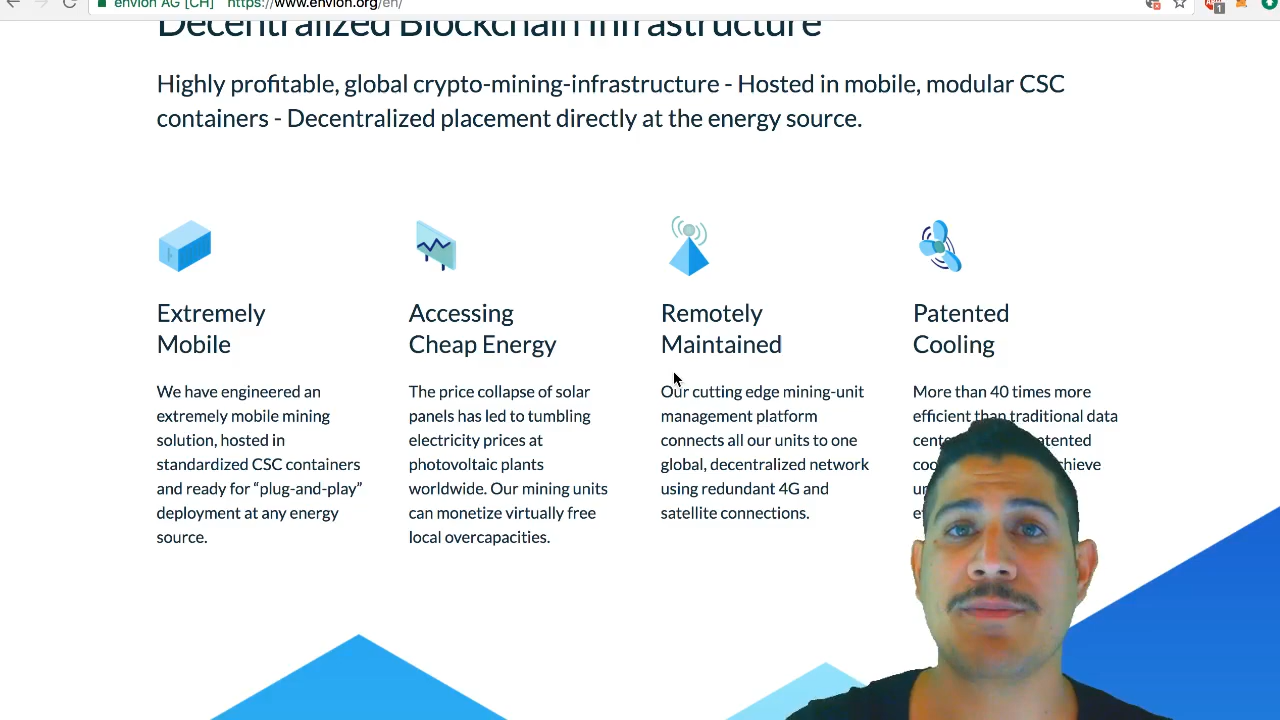 envion AG [CH] https://www.envion.org/en/
Decentralized Blockchain Infrastructure
Highly profitable, global crypto-mining-infrastructure - Hosted in mobile, modular CSC
containers - Decentralized placement directly at the energy source.
Extremely
Mobile
We have engineered an
extremely mobile mining
solution, hosted in
standardized CSC containers
and ready for “plug-and-play”
deployment at any energy
source.
Accessing
Cheap Energy
The price collapse of solar
panels has led to tumbling
electricity prices at
photovoltaic plants
worldwide. Our mining units
can monetize virtually free
local overcapacities.
Remotely
Maintained
Our cutting edge mining-unit
management platform
connects all our units to one
global, decentralized network
using redundant 4G and
satellite connections.
Patented
Cooling
More than 40 times more
efficient than traditional data